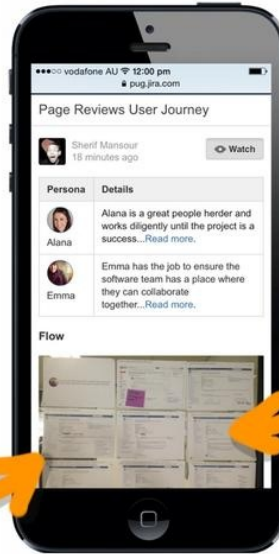 vodafone AU 12:00 pm
pug.jira.com
Page Reviews User Journey
Sherif Mansour
18 minutes ago
Watch
Persona Details
Alana
Alana is a great people herder and
works diligently until the project is a
success...Read more.
Emma
Emma has the job to ensure the
software team has a place where
they can collaborate
together...Read more.
Flow